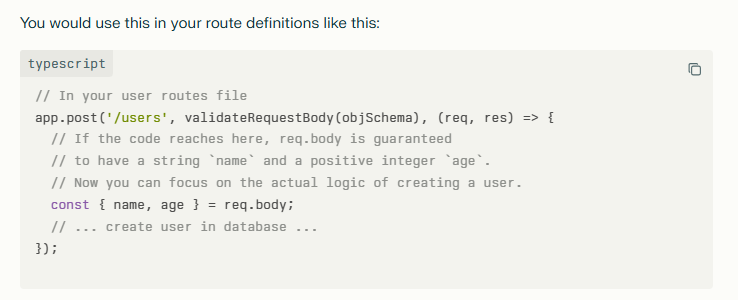 You would use this in your route definitions like this:
typescript
// In your user routes file
app.post('/users', validateRequestBody(objSchema), (req, res) => {
  // If the code reaches here, req.body is guaranteed
  // to have a string `name` and a positive integer `age`.
  // Now you can focus on the actual logic of creating a user.
  const { name, age } = req.body;
  // ... create user in database ...
});